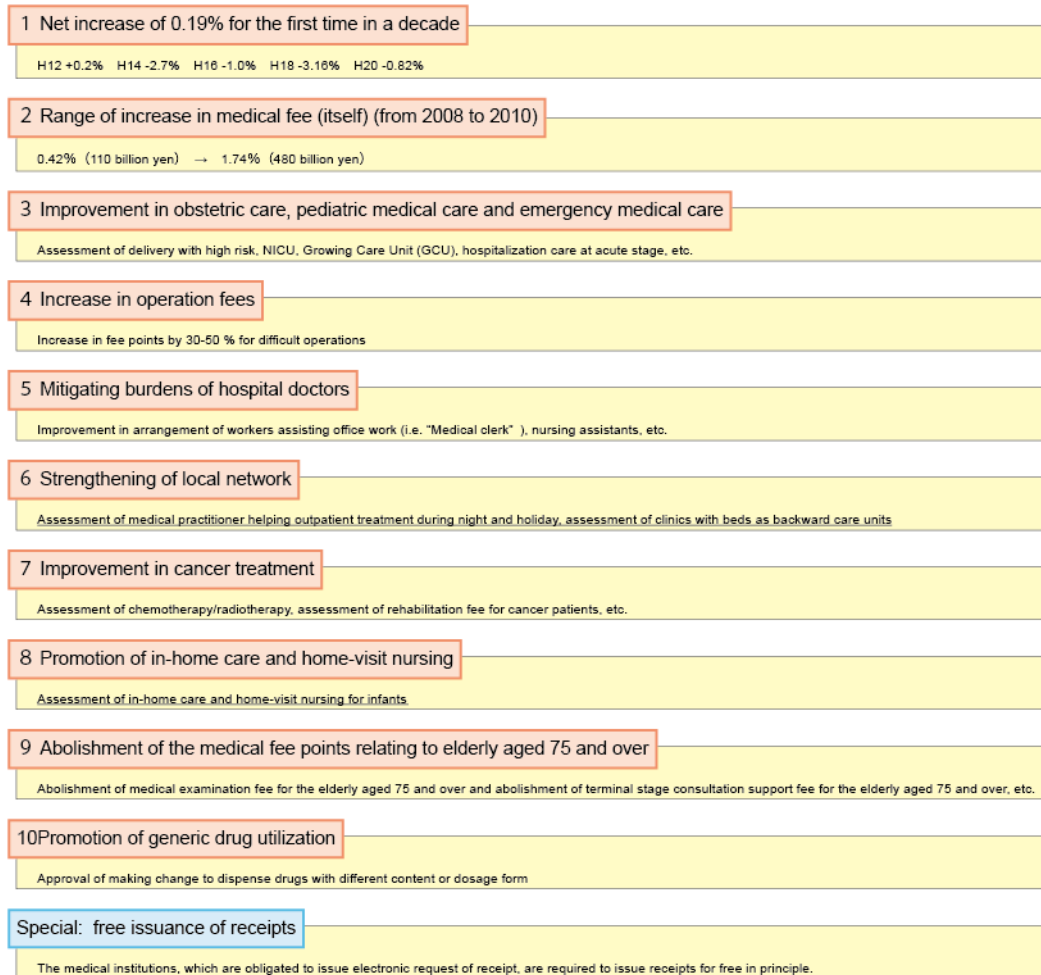 1 Net increase of 0.19% for the first time in a decade
H12 +0.2% H14 -2.7% H16 -1.0% H18 -3.16% H20 -0.82%
2 Range of increase in medical fee (itself) (from 2008 to 2010)
0.42% (110 billion yen) → 1.74% (480 billion yen)
3 Improvement in obstetric care, pediatric medical care and emergency medical care
Assessment of delivery with high risk, NICU, Growing Care Unit (GCU), hospitalization care at acute stage, etc.
4 Increase in operation fees
Increase in fee points by 30-50 % for difficult operations
5 Mitigating burdens of hospital doctors
Improvement in arrangement of workers assisting office work (i.e. "Medical clerk" ), nursing assistants, etc.
6 Strengthening of local network
Assessment of medical practitioner helping outpatient treatment during night and holiday, assessment of clinics with beds as backward care units
7 Improvement in cancer treatment
Assessment of chemotherapy/radiotherapy, assessment of rehabilitation fee for cancer patients, etc.
8 Promotion of in-home care and home-visit nursing
Assessment of in-home care and home-visit nursing for infants
9 Abolishment of the medical fee points relating to elderly aged 75 and over
Abolishment of medical examination fee for the elderly aged 75 and over and abolishment of terminal stage consultation support fee for the elderly aged 75 and over, etc.
10Promotion of generic drug utilization
Approval of making change to dispense drugs with different content or dosage form
Special: free issuance of receipts
The medical institutions, which are obligated to issue electronic request of receipt, are required to issue receipts for free in principle.